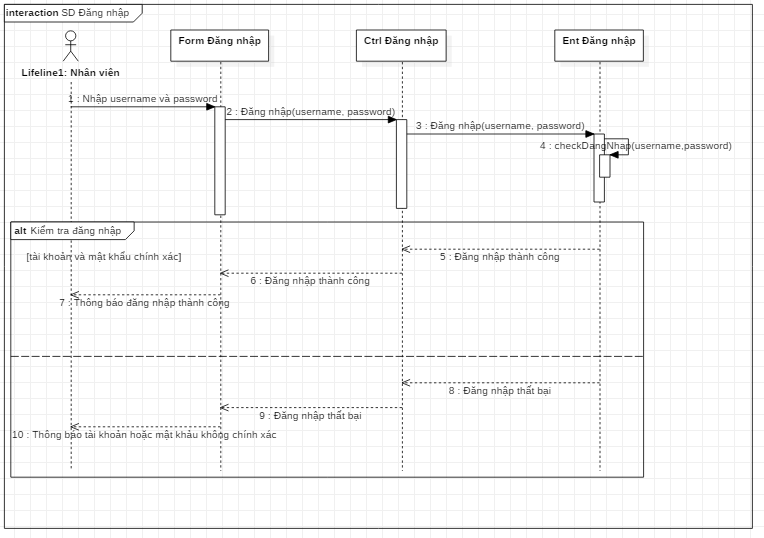 interaction SD Đăng nhập
Form Đăng nhập
Ctrl Đăng nhập
Ent Đăng nhập
Lifeline1: Nhân viên
1 : Nhập username và password
2 : Đăng nhập(username, password)
3 : Đăng nhập(username, password)
4 : checkDangNhap(username,password)
alt Kiểm tra đăng nhập
[tài khoản và mật khẩu chính xác]
5 : Đăng nhập thành công
6 : Đăng nhập thành công
7 : Thông báo đăng nhập thành công
8 : Đăng nhập thất bại
9 : Đăng nhập thất bại
10 : Thông báo tài khoản hoặc mật khảu không chính xác